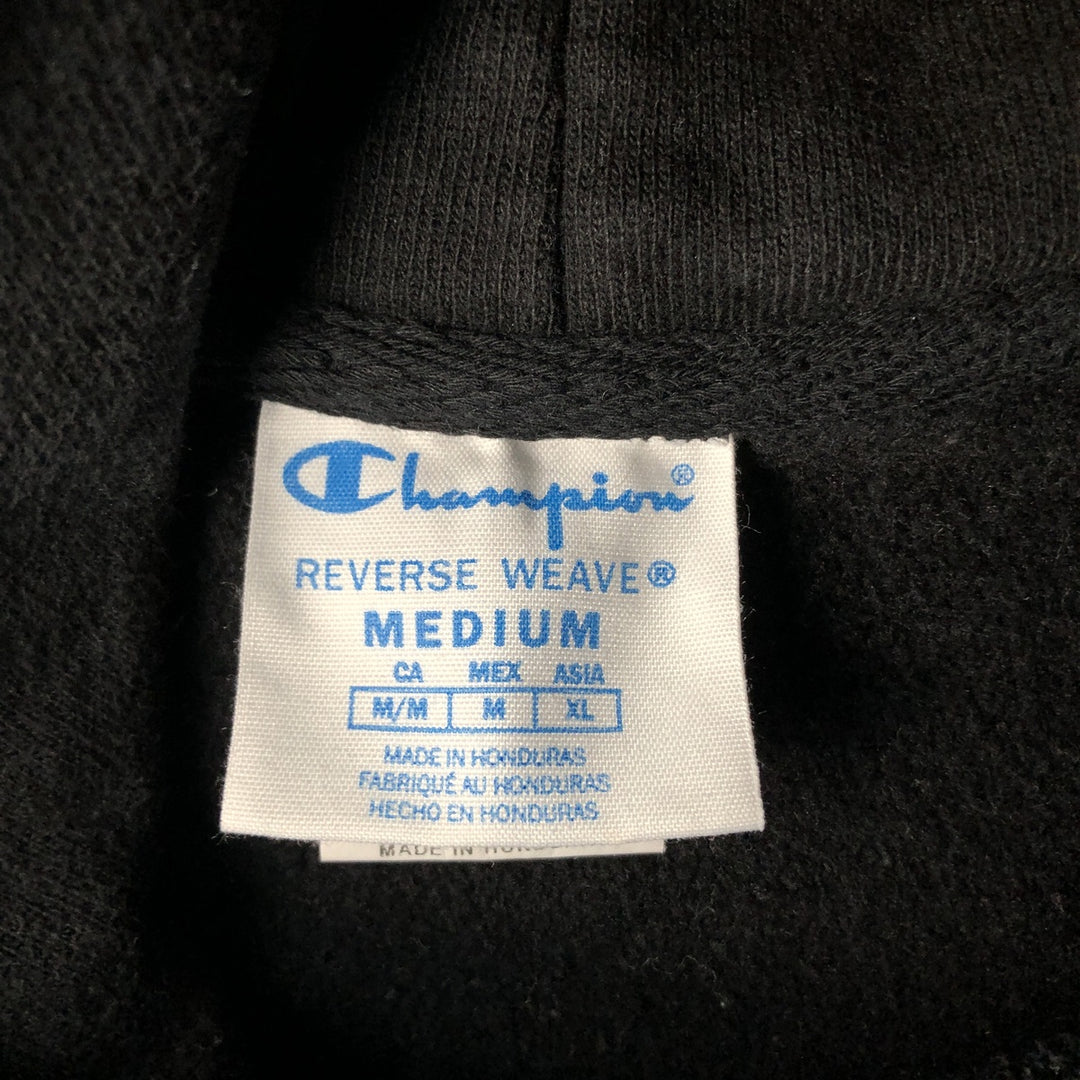 Champion®
REVERSE WEAVE®
MEDIUM
CA MEX ASIA
M/M M XL
MADE IN HONDURAS
FABRIQUÉ AU HONDURAS
HECHO EN HONDURAS
MADE IN